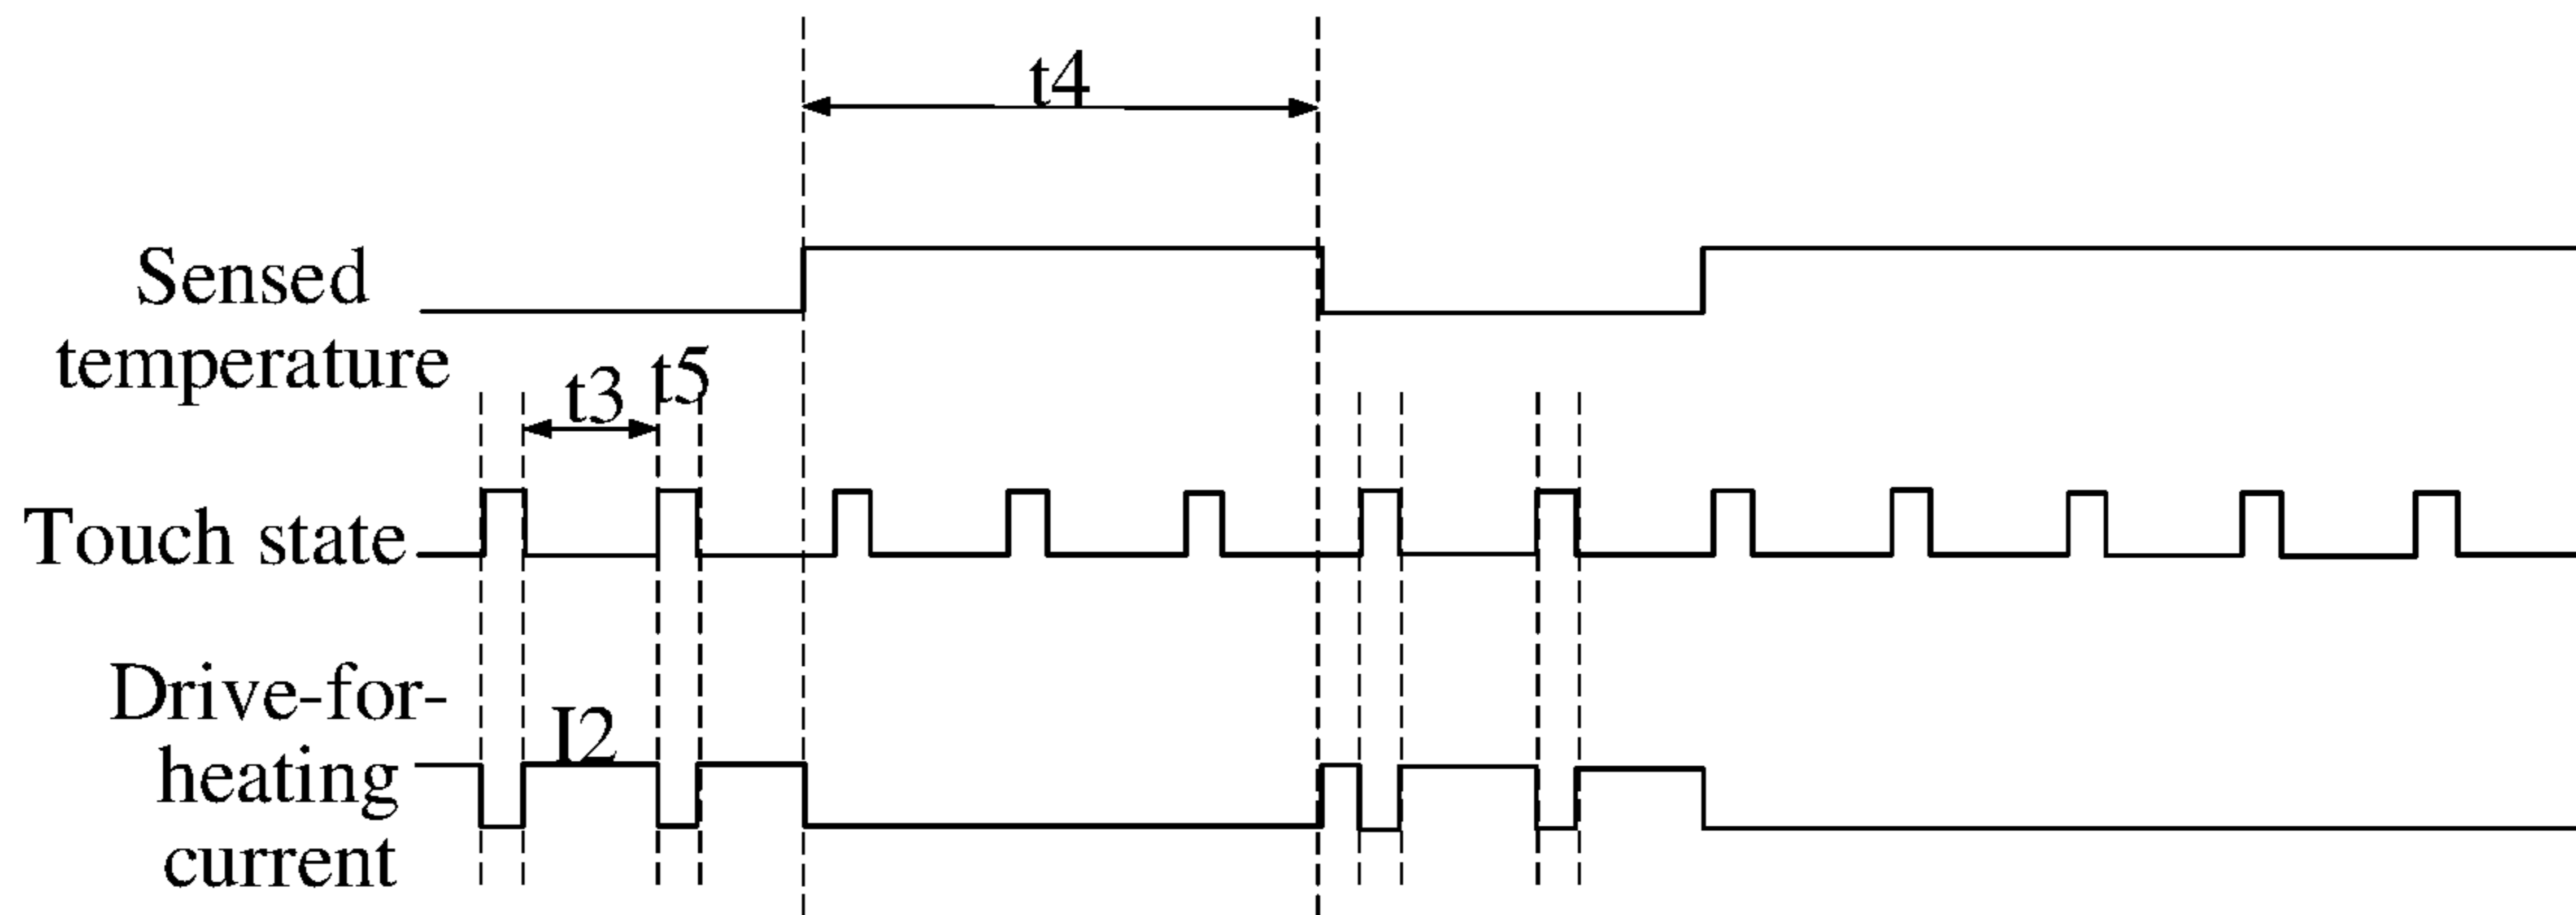 t4
Sensed
temperature
t3
t5
Touch state
Drive-for-
heating
current
I2